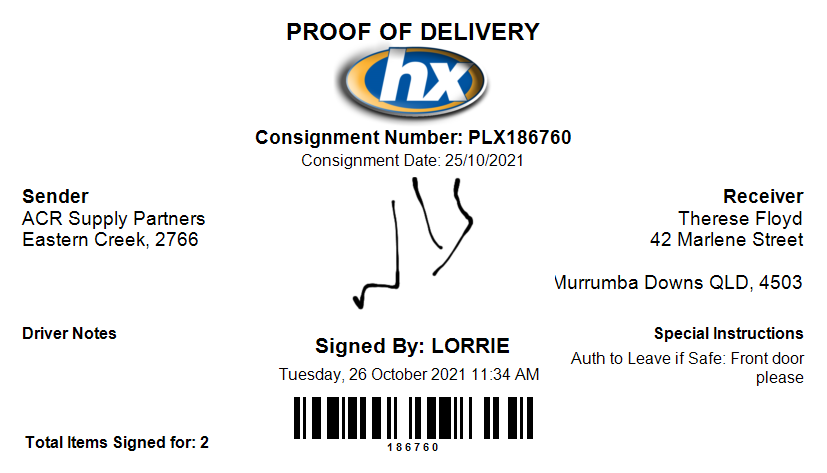 PROOF OF DELIVERY
hx
Consignment Number: PLX186760
Consignment Date: 25/10/2021
Sender
ACR Supply Partners
Eastern Creek, 2766
Receiver
Therese Floyd
42 Marlene Street
Murrumba Downs QLD, 4503
Driver Notes
Signed By: LORRIE
Tuesday, 26 October 2021 11:34 AM
Special Instructions
Auth to Leave if Safe: Front door
please
186760
Total Items Signed for: 2